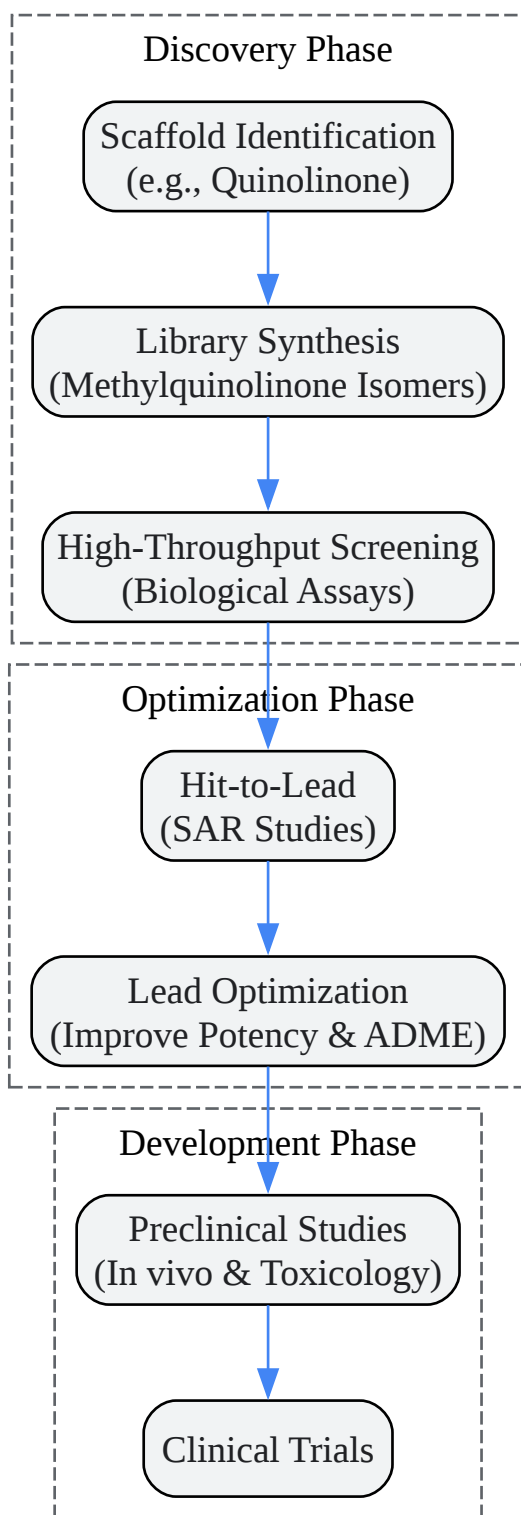 Discovery Phase
Scaffold Identification
(e.g., Quinolinone)
Library Synthesis
(Methylquinolinone Isomers)
High-Throughput Screening
(Biological Assays)
Optimization Phase
Hit-to-Lead
(SAR Studies)
Lead Optimization
(Improve Potency & ADME)
Development Phase
Preclinical Studies
(In vivo & Toxicology)
Clinical Trials